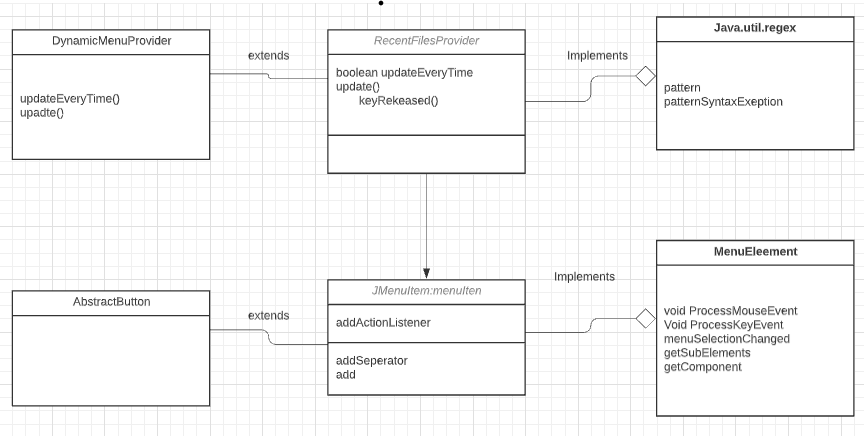 DynamicMenuProvider
updateEveryTime()
upadte()
extends
RecentFilesProvider
boolean updateEveryTime
update()
keyRekeased()
Implements
Java.util.regex
pattern
patternSyntaxExeption
AbstractButton
extends
JMenuItem:menuIten
addActionListener
addSeperator
add
Implements
MenuEleement
void ProcessMouseEvent
Void ProcessKeyEvent
menuSelectionChanged
getSubElements
getComponent